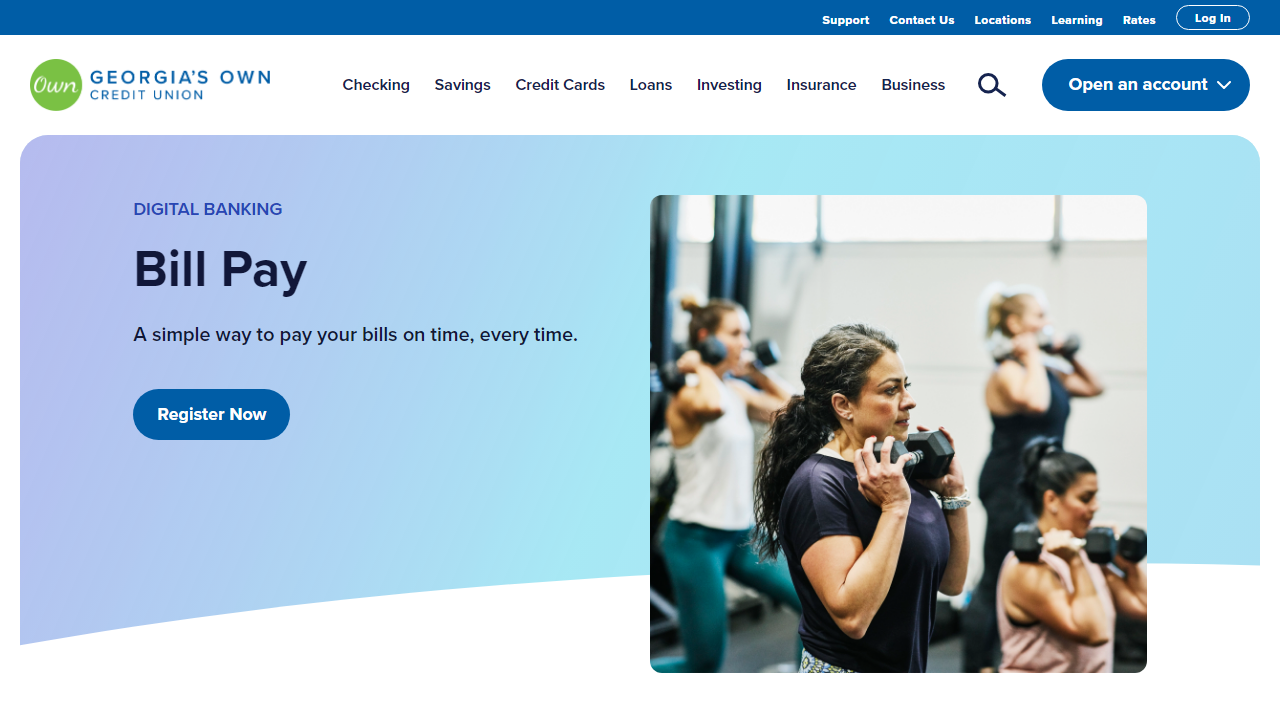 Support Contact Us Locations Learning Rates Log In
Own GEORGIA'S OWN
CREDIT UNION
Checking Savings Credit Cards Loans Investing Insurance Business Open an account
DIGITAL BANKING
Bill Pay
A simple way to pay your bills on time, every time.
Register Now